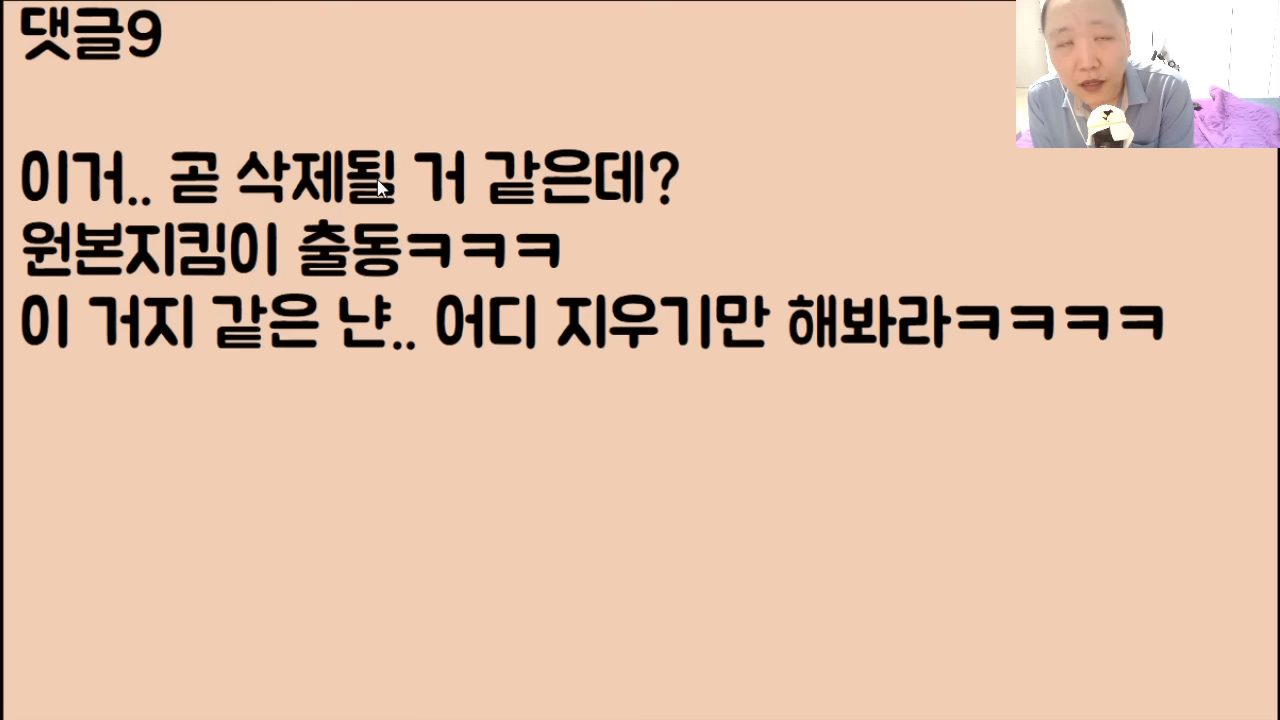 댓글9
이거.. 곧 삭제될 거 같은데?
원본지킴이 출동ㅋㅋㅋ
이 거지 같은 냔.. 어디 지우기만 해봐라ㅋㅋㅋㅋ